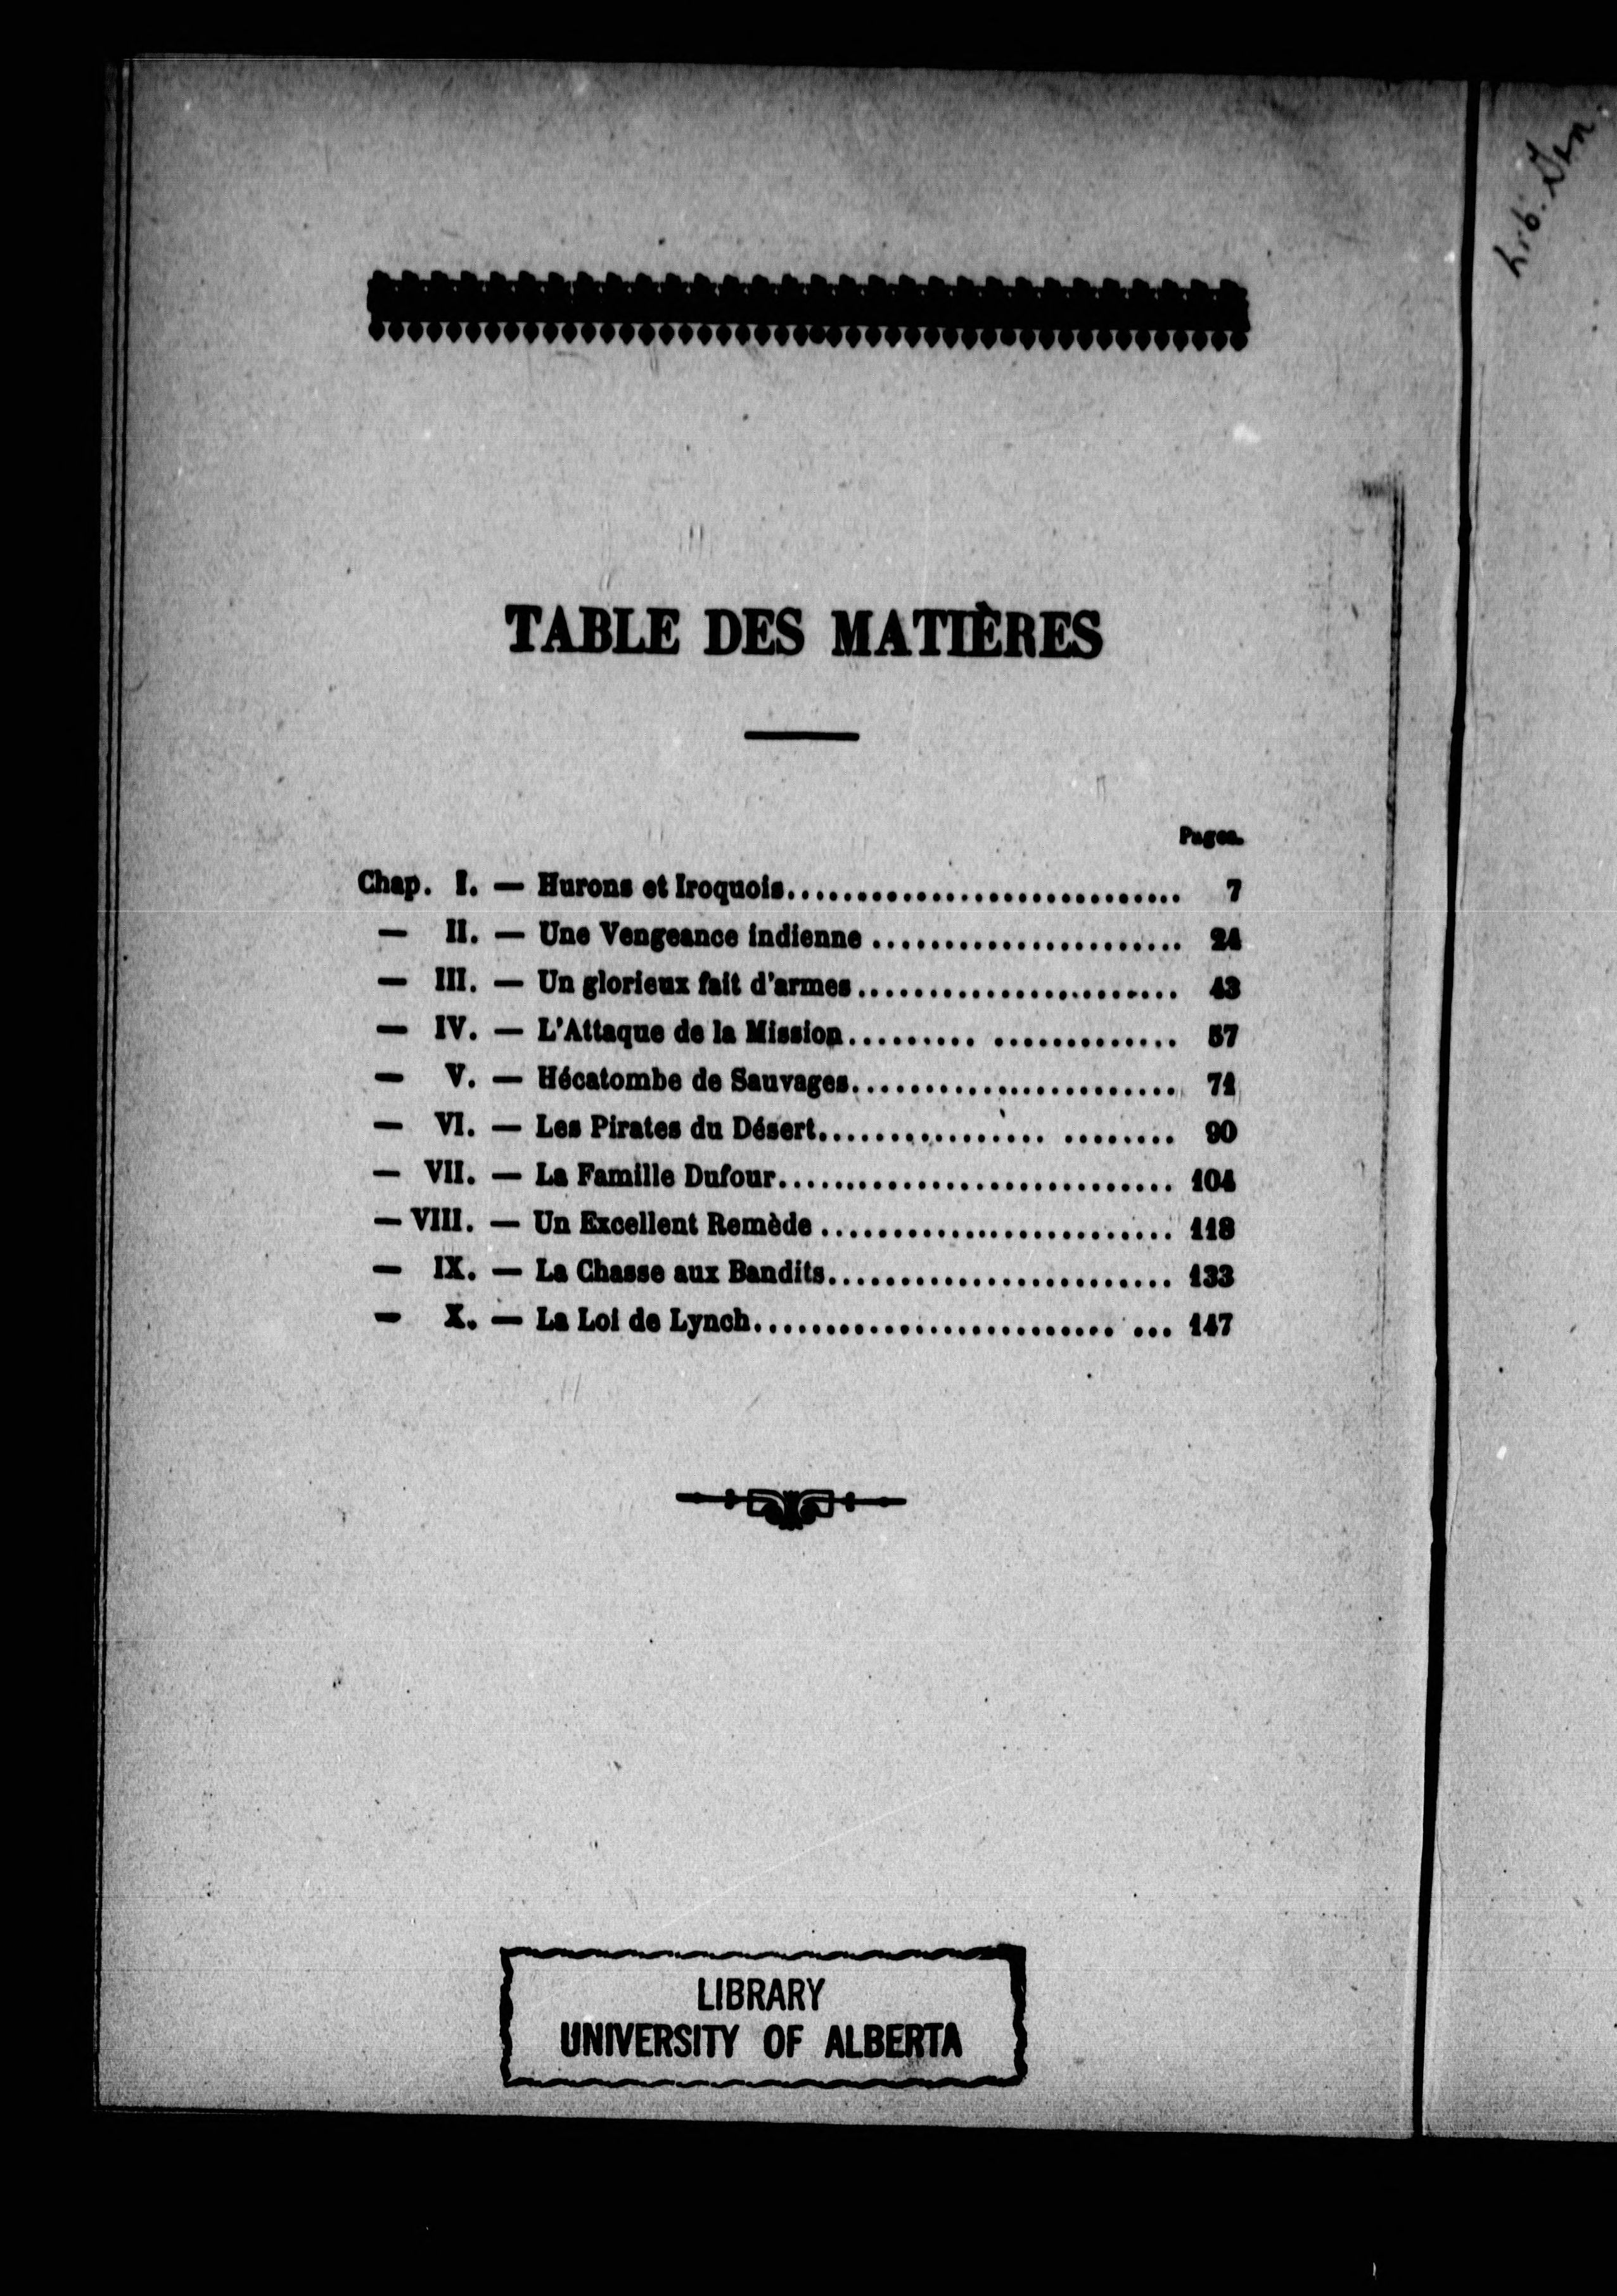 TABLE DES MATIÈRES
Pages.
Chap. I. — Hurons et Iroquois.............................. 7
— II. — Une Vengeance indienne ...................... 24
— III. — Un glorieux fait d'armes....................... 43
— IV. — L'Attaque de la Mission......... ............. 57
— V. — Hécatombe de Sauvages....................... 71
— VI. — Les Pirates du Désert................ ........ 90
— VII. — La Famille Dufour............................ 104
— VIII. — Un Excellent Remède ......................... 118
— IX. — La Chasse aux Bandits........................ 133
— X. — La Loi de Lynch.......................... ... 147
LIBRARY
UNIVERSITY OF ALBERTA